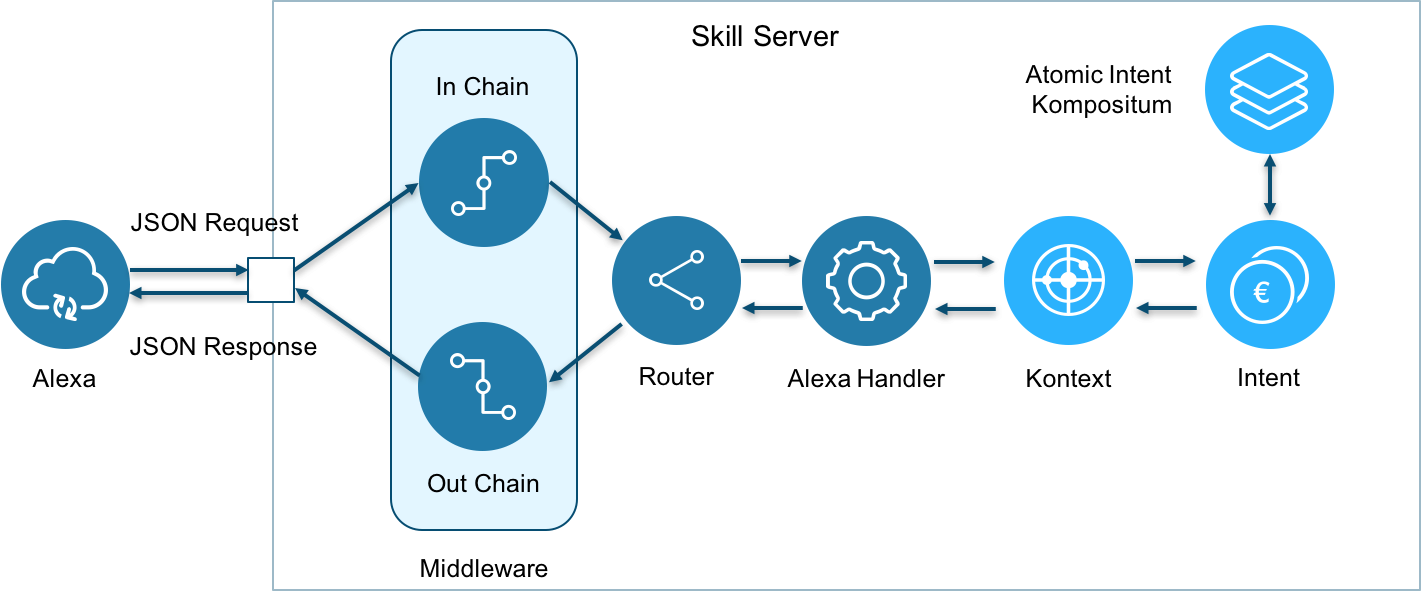 Skill Server
In Chain
Atomic Intent
Kompositum
JSON Request
JSON Response
Alexa
Router
Alexa Handler
Kontext
€
Intent
Out Chain
Middleware